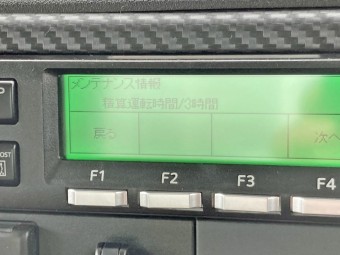 メンテナンス情報
積算運転時間/3時間
戻る 次へ
F1 F2 F3 F4